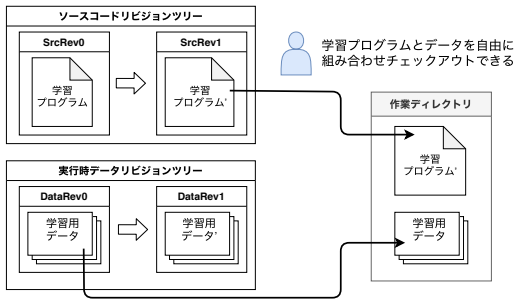 ソースコードリビジョンツリー
SrcRev0
SrcRev1
学習
プログラム
学習
プログラム'
学習プログラムとデータを自由に
組み合わせチェックアウトできる
作業ディレクトリ
学習
プログラム'
学習用
データ
実行時データリビジョンツリー
DataRev0
DataRev1
学習用
データ
学習用
データ'